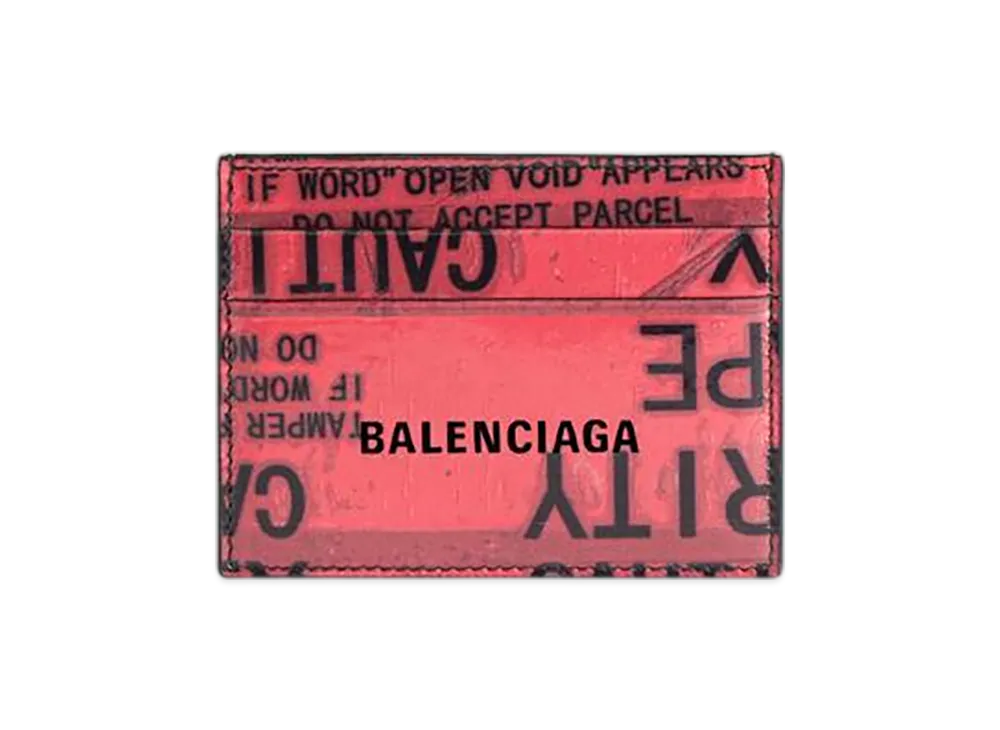 IF WORD"OPEN VOID"APPEARS
DO NOT ACCEPT PARCEL
CAUTI
V
DO NO
IF WORD
TAMPER
PE
BALENCIAGA
CA
RITY